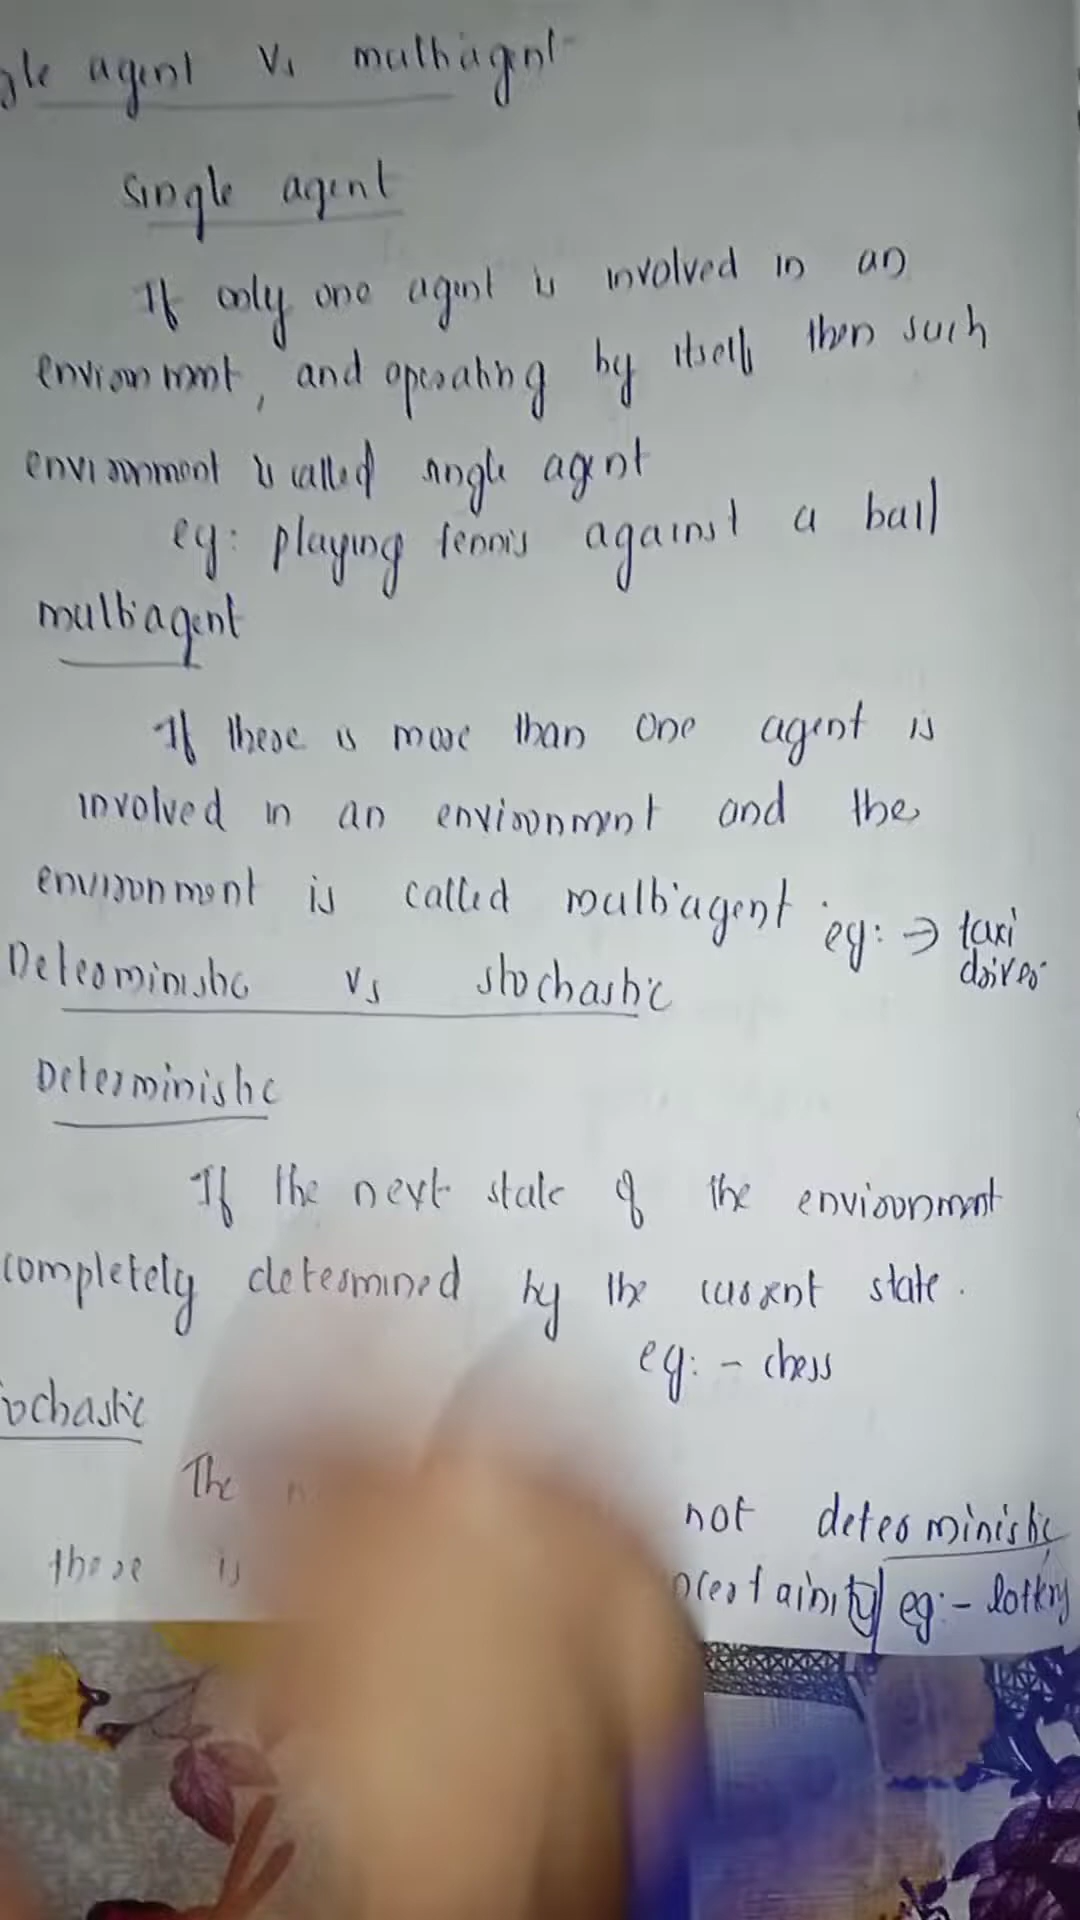 gle agent Vs multiagent
single agent
If only one agent is involved in an
environment, and operating by itself then such
environment is called single agent
eg: playing tennis against a ball
multiagent
If there is more than one agent is
involved in an environment and the
environment is called multiagent eg: → taxi
driver
Deterministic vs stochastic
Deterministic
If the next state of the environment
completely determined by the current state.
eg: - chess
ochastic
The not deterministic
there is certainity eg: - lottry